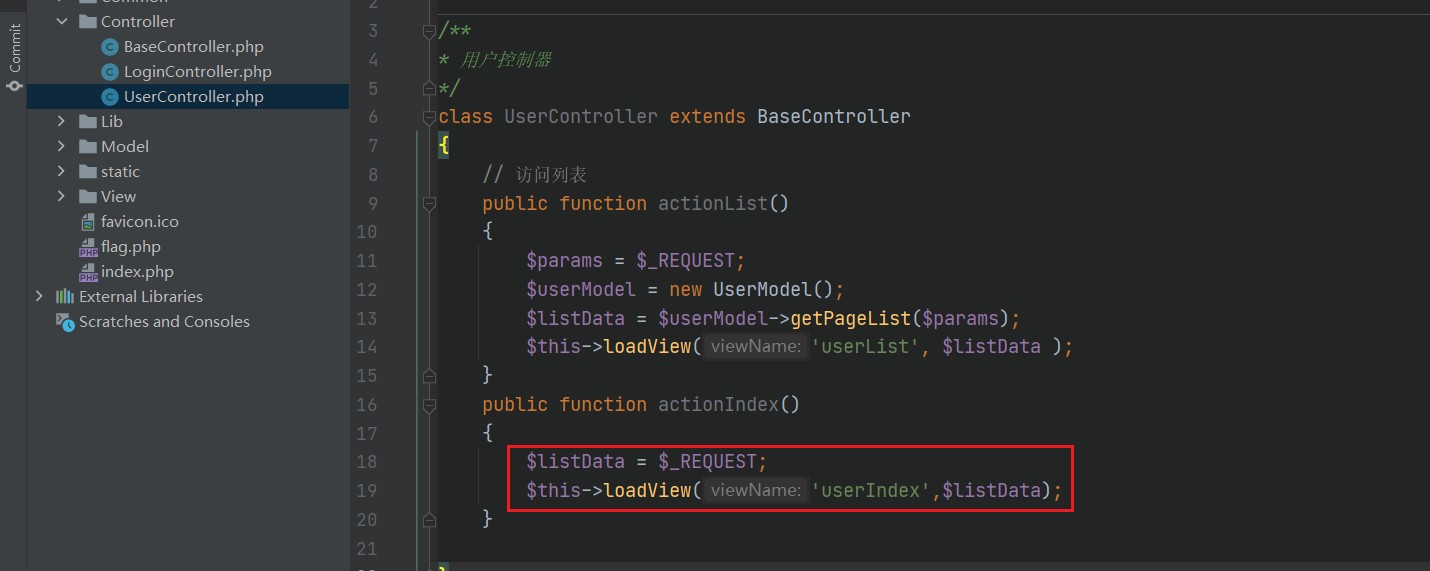 Commit
Common
Controller
BaseController.php
LoginController.php
UserController.php
Lib
Model
static
View
favicon.ico
flag.php
index.php
External Libraries
Scratches and Consoles
2
3 /**
4 * 用户控制器
5 */
6 class UserController extends BaseController
7 {
8 // 访问列表
9 public function actionList()
10 {
11 $params = $_REQUEST;
12 $userModel = new UserModel();
13 $listData = $userModel->getPageList($params);
14 $this->loadView( viewName: 'userList', $listData );
15 }
16 public function actionIndex()
17 {
18 $listData = $_REQUEST;
19 $this->loadView( viewName: 'userIndex',$listData);
20 }
21
}